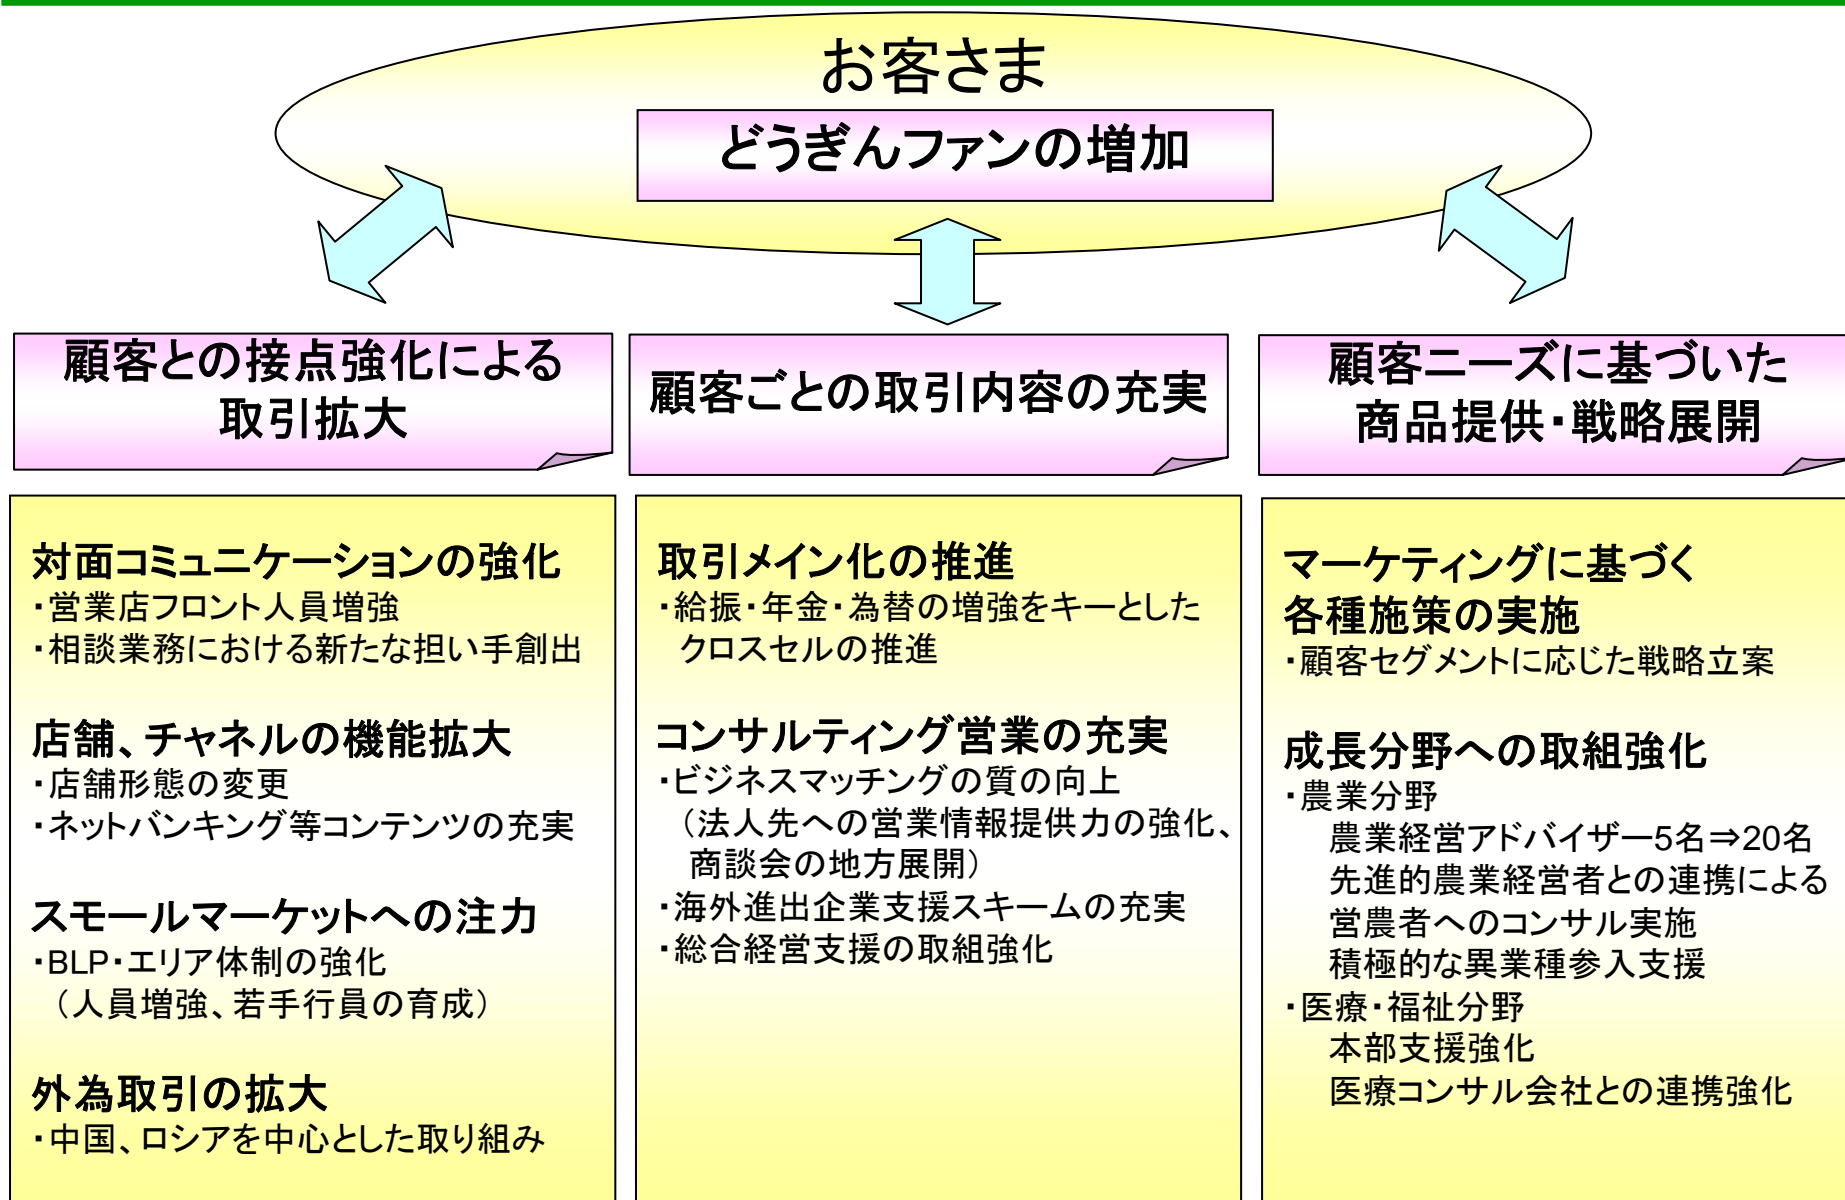 お客さま
どうぎんファンの増加
顧客との接点強化による
取引拡大
顧客ごとの取引内容の充実
顧客ニーズに基づいた
商品提供・戦略展開
対面コミュニケーションの強化
・営業店フロント人員増強
・相談業務における新たな担い手創出
店舗、チャネルの機能拡大
・店舗形態の変更
・ネットバンキング等コンテンツの充実
スモールマーケットへの注力
・BLP・エリア体制の強化
（人員増強、若手行員の育成）
外為取引の拡大
・中国、ロシアを中心とした取り組み
取引メイン化の推進
・給振・年金・為替の増強をキーとした
クロスセルの推進
コンサルティング営業の充実
・ビジネスマッチングの質の向上
（法人先への営業情報提供力の強化、
商談会の地方展開）
・海外進出企業支援スキームの充実
・総合経営支援の取組強化
マーケティングに基づく
各種施策の実施
・顧客セグメントに応じた戦略立案
成長分野への取組強化
・農業分野
農業経営アドバイザー5名⇒20名
先進的農業経営者との連携による
営農者へのコンサル実施
積極的な異業種参入支援
・医療・福祉分野
本部支援強化
医療コンサル会社との連携強化